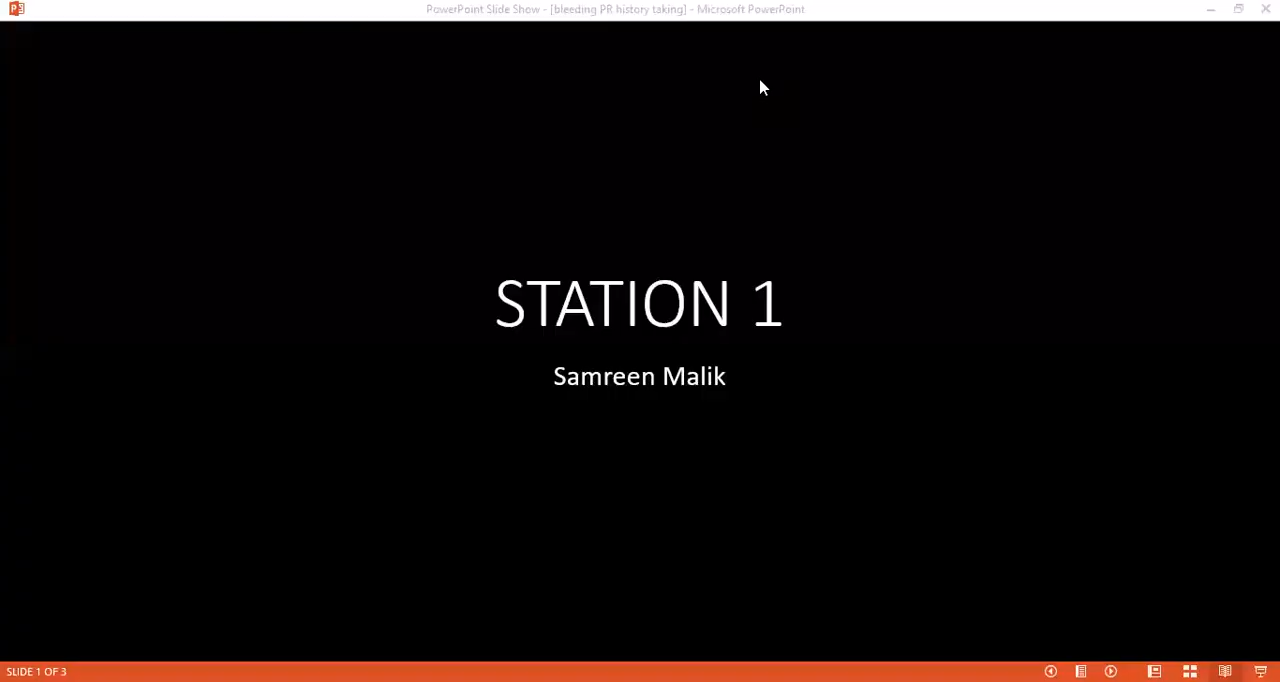 PowerPoint Slide Show - [bleeding PR history taking] - Microsoft PowerPoint
STATION 1
Samreen Malik
SLIDE 1 OF 3